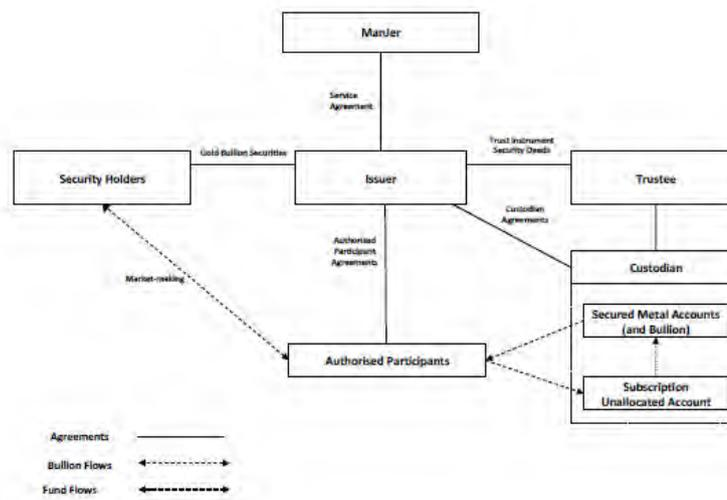 ManJer
Service
Agreement
Gold Bullion Securities
Trust Instrument
Security Deeds
Security Holders
Issuer
Trustee
Custodian
Agreements
Authorised
Participant
Agreements
Custodian
Market-making
Secured Metal Accounts
(and Bullion)
Authorised Participants
Subscription
Unallocated Account
Agreements
Bullion Flows
Fund Flows